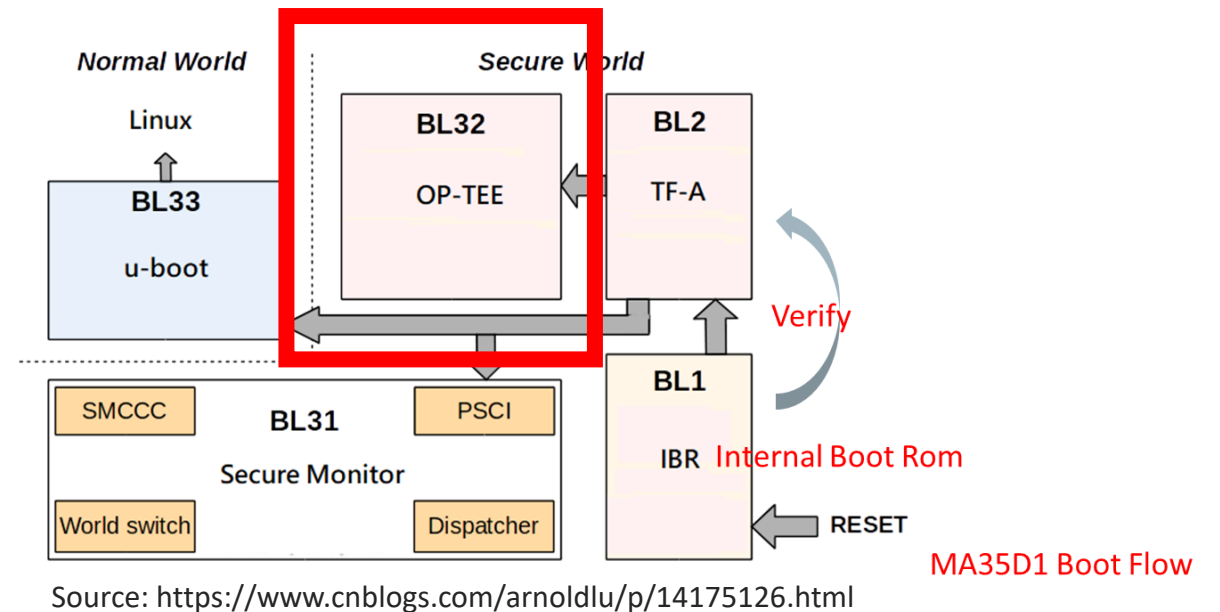 Normal World
Secure World
Linux
BL33
u-boot
BL32
OP-TEE
BL2
TF-A
Verify
SMCCC
PSCI
BL31
Secure Monitor
World switch
Dispatcher
BL1
IBR
Internal Boot Rom
RESET
MA35D1 Boot Flow
Source: https://www.cnblogs.com/arnoldlu/p/14175126.html